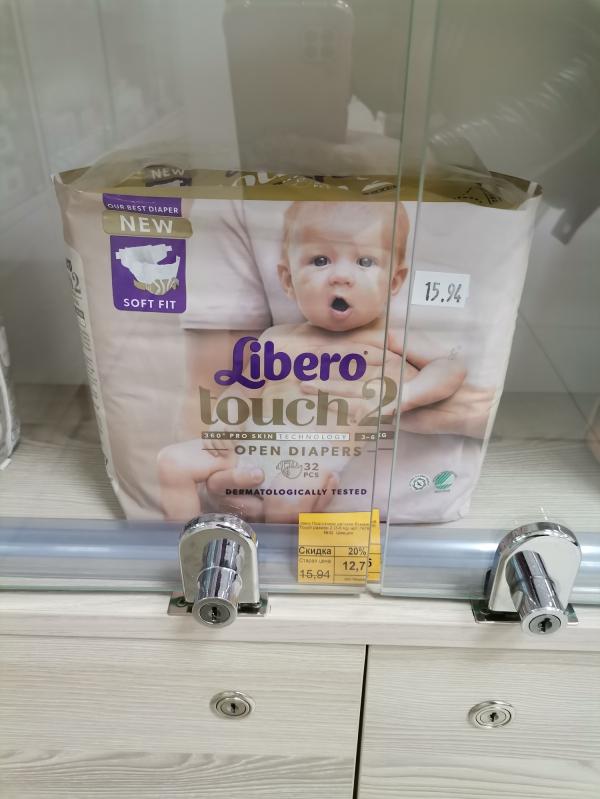 NEW
OUR BEST DIAPER
NEW
SOFT FIT
15.94
Libero
touch 2
360° PRO SKIN TECHNOLOGY 3-6 KG
OPEN DIAPERS
32
PCS
DERMATOLOGICALLY TESTED
Скидка 20%
Старая цена
15,94
12,75